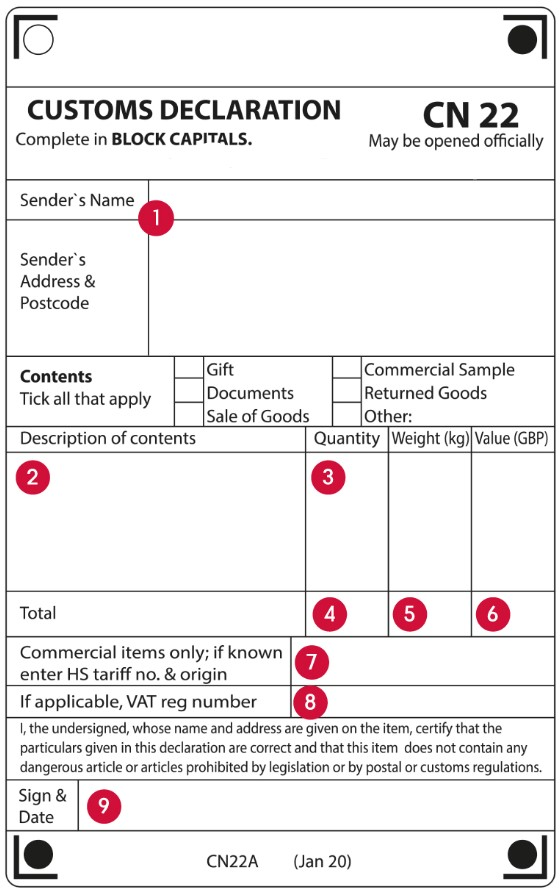 CUSTOMS DECLARATION
Complete in BLOCK CAPITALS.
CN 22
May be opened officially
Sender`s Name
1
Sender`s
Address &
Postcode
Contents
Tick all that apply
Gift
Documents
Sale of Goods
Commercial Sample
Returned Goods
Other:
Description of contents
Quantity
Weight (kg)
Value (GBP)
2
3
Total
4
5
6
Commercial items only; if known
enter HS tariff no. & origin
7
If applicable, VAT reg number
8
I, the undersigned, whose name and address are given on the item, certify that the
particulars given in this declaration are correct and that this item does not contain any
dangerous article or articles prohibited by legislation or by postal or customs regulations.
Sign &
Date
9
CN22A (Jan 20)